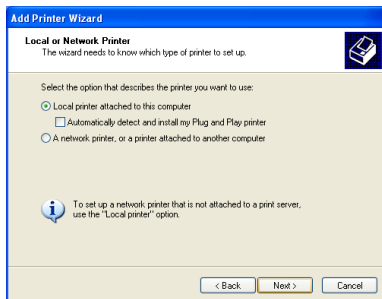 Add Printer Wizard
Local or Network Printer
The wizard needs to know which type of printer to set up.
Select the option that describes the printer you want to use:
Local printer attached to this computer
Automatically detect and install my Plug and Play printer
A network printer, or a printer attached to another computer
To set up a network printer that is not attached to a print server,
use the "Local printer" option.
< Back
Next >
Cancel